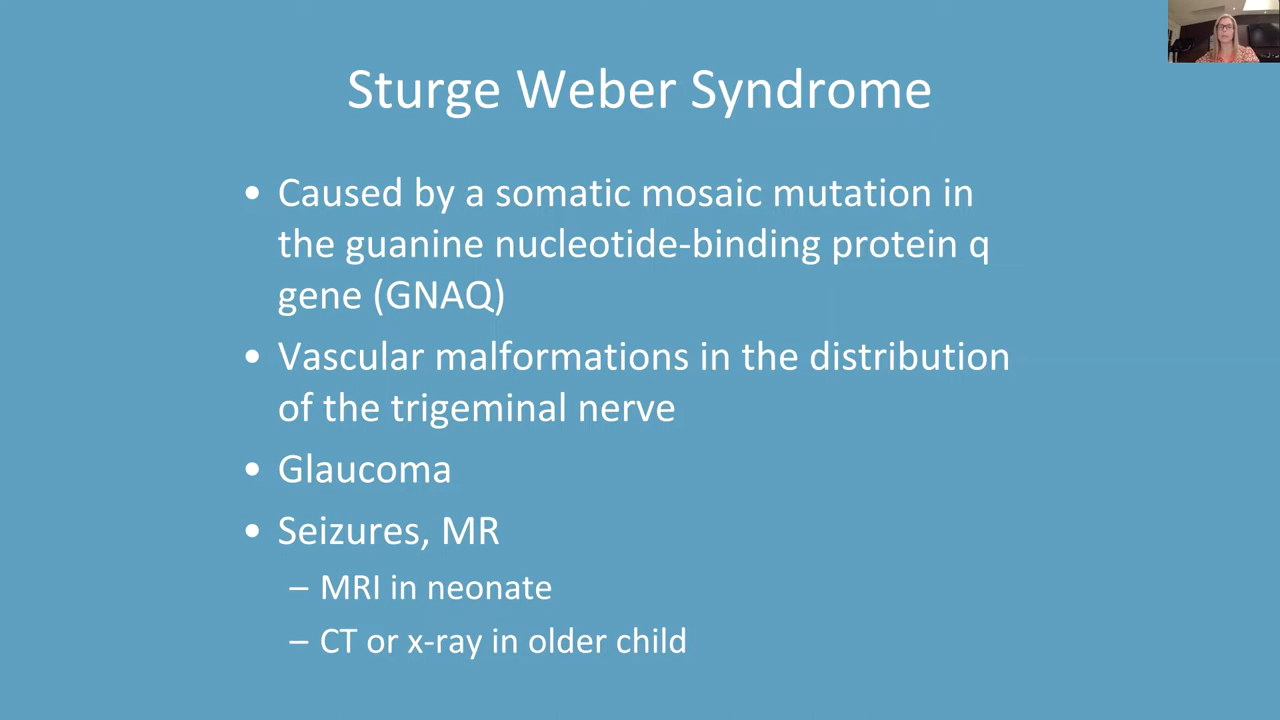 Sturge Weber Syndrome
• Caused by a somatic mosaic mutation in
the guanine nucleotide-binding protein q
gene (GNAQ)
• Vascular malformations in the distribution
of the trigeminal nerve
• Glaucoma
• Seizures, MR
– MRI in neonate
– CT or x-ray in older child